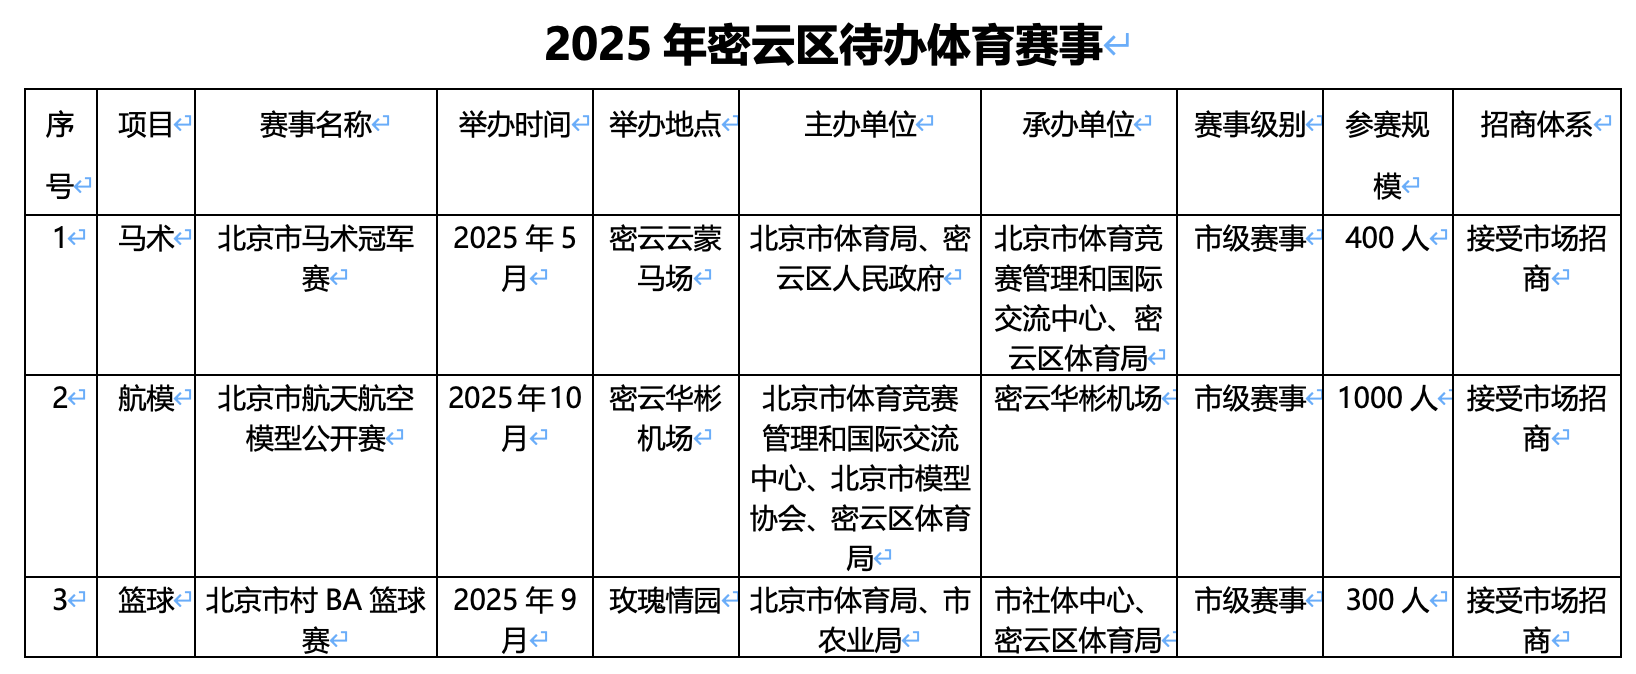 2025 年密云区待办体育赛事
序号 项目 赛事名称 举办时间 举办地点 主办单位 承办单位 赛事级别 参赛规模 招商体系
1 马术 北京市马术冠军赛 2025 年 5 月 密云云蒙马场 北京市体育局、密云区人民政府 北京市体育竞赛管理和国际交流中心、密云区体育局 市级赛事 400 人 接受市场招商
2 航模 北京市航天航空模型公开赛 2025 年 10 月 密云华彬机场 北京市体育竞赛管理和国际交流中心、北京市模型协会、密云区体育局 密云华彬机场 市级赛事 1000 人 接受市场招商
3 篮球 北京市村 BA 篮球赛 2025 年 9 月 玫瑰情园 北京市体育局、市农业局 市社体中心、密云区体育局 市级赛事 300 人 接受市场招商